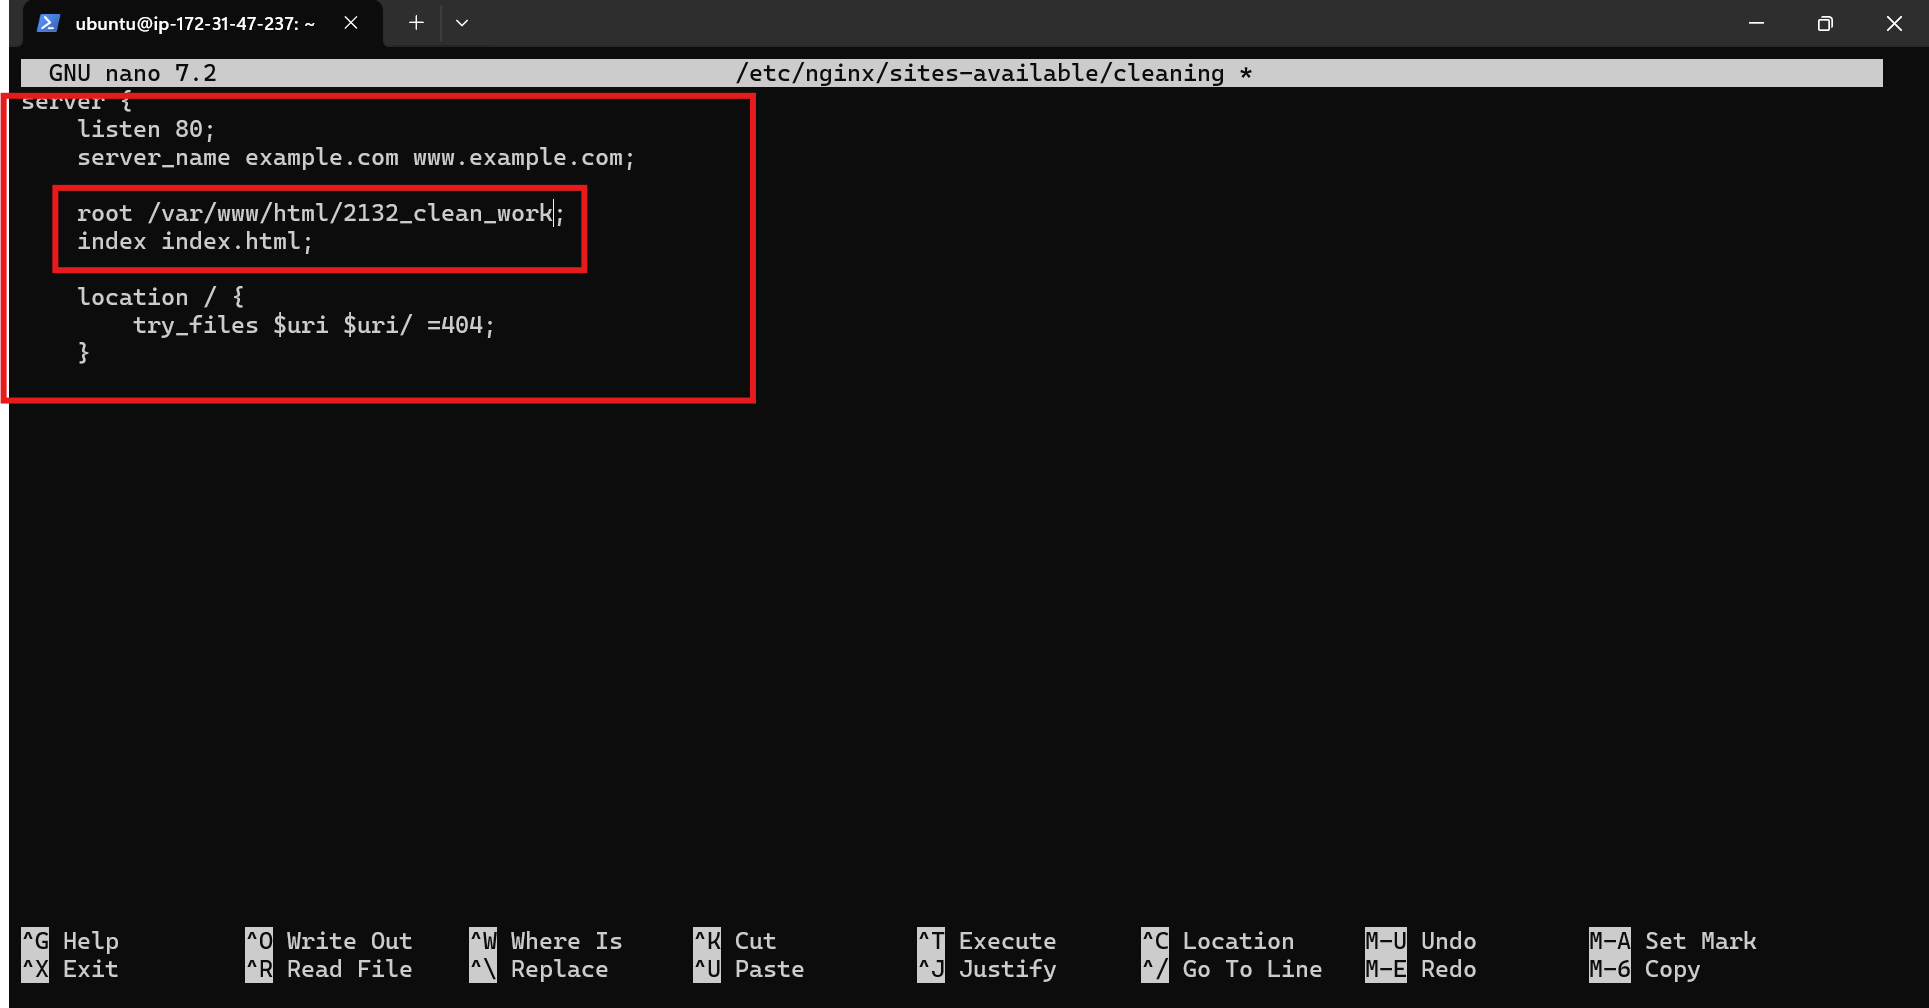 ubuntu@ip-172-31-47-237: ~
GNU nano 7.2 /etc/nginx/sites-available/cleaning *
server {
    listen 80;
    server_name example.com www.example.com;

    root /var/www/html/2132_clean_work;
    index index.html;

    location / {
        try_files $uri $uri/ =404;
    }
^G Help ^O Write Out ^W Where Is ^K Cut ^T Execute ^C Location M-U Undo M-A Set Mark
^X Exit ^R Read File ^\ Replace ^U Paste ^J Justify ^/ Go To Line M-E Redo M-6 Copy